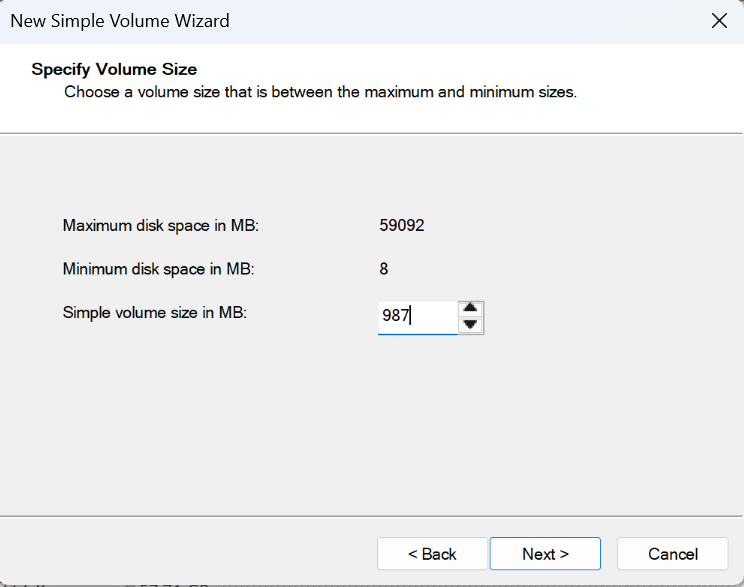 New Simple Volume Wizard
Specify Volume Size
Choose a volume size that is between the maximum and minimum sizes.
Maximum disk space in MB: 59092
Minimum disk space in MB: 8
Simple volume size in MB: 987
< Back Next > Cancel